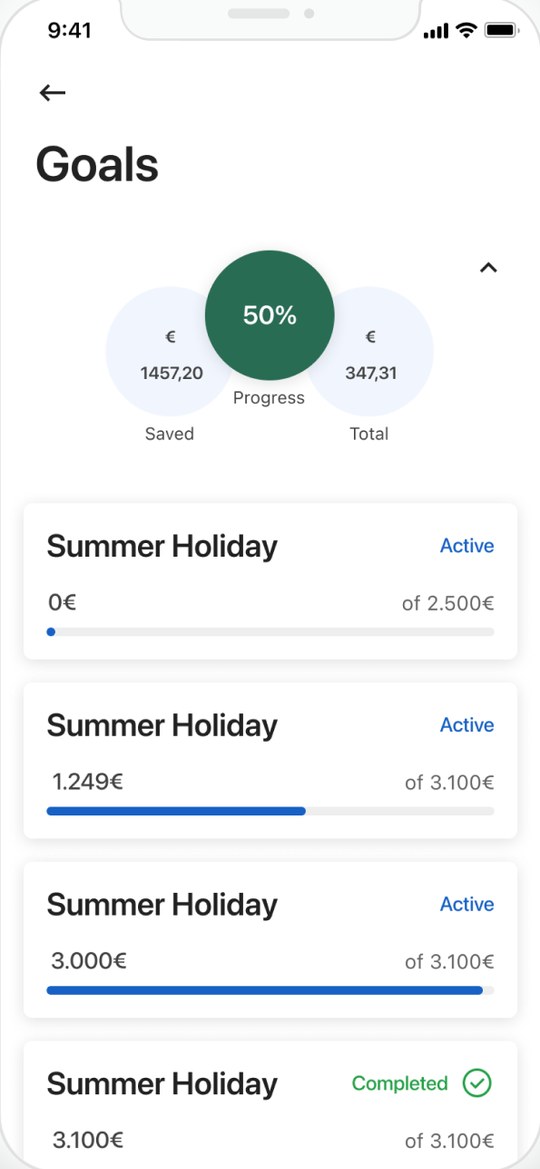 9:41
Goals
50%
€
€
1457,20
347,31
Progress
Saved
Total
Summer Holiday Active
0€ of 2.500€
Summer Holiday Active
1.249€ of 3.100€
Summer Holiday Active
3.000€ of 3.100€
Summer Holiday Completed
3.100€ of 3.100€